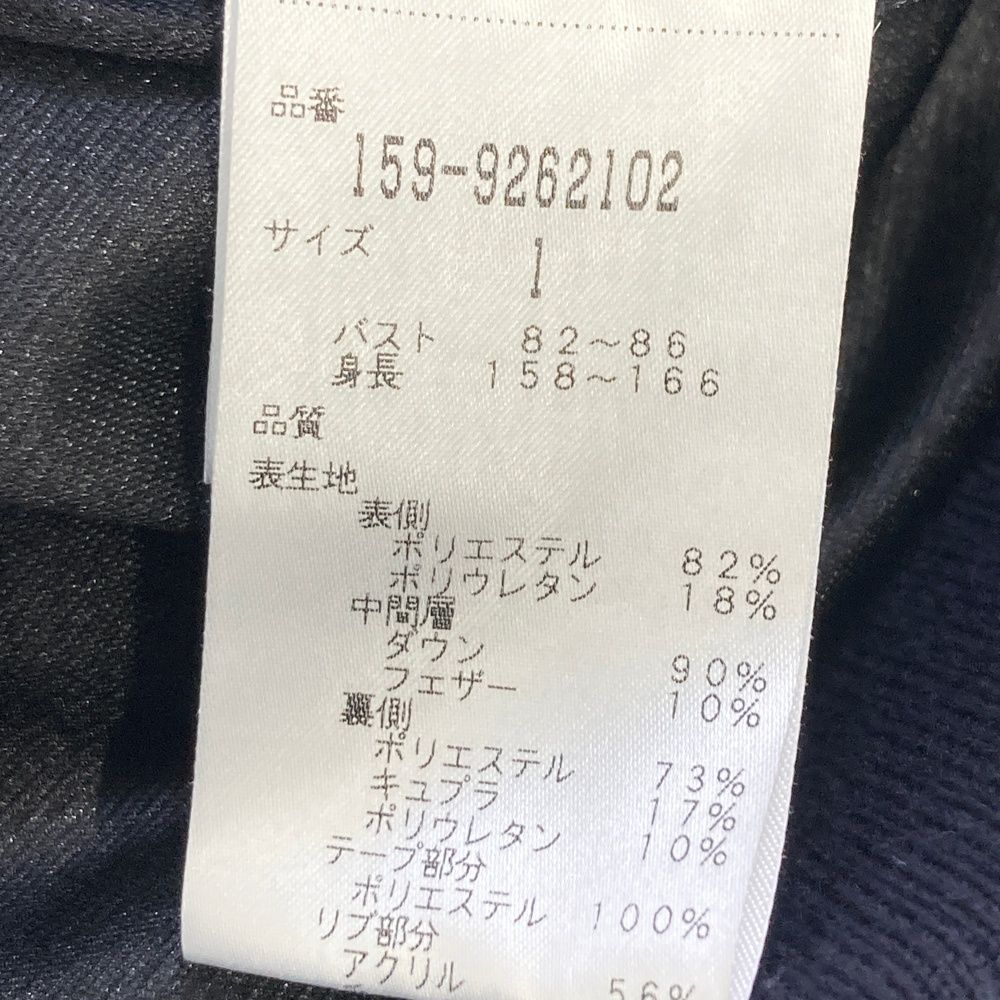 品番
159-9262102
サイズ
1
バスト 82～86
身長 158～166
品質
表生地
表側
ポリエステル 82%
ポリウレタン 18%
中間層
ダウン 90%
フェザー 10%
裏側
ポリエステル 73%
キュプラ 17%
ポリウレタン 10%
テープ部分
ポリエステル 100%
リブ部分
アクリル 56%